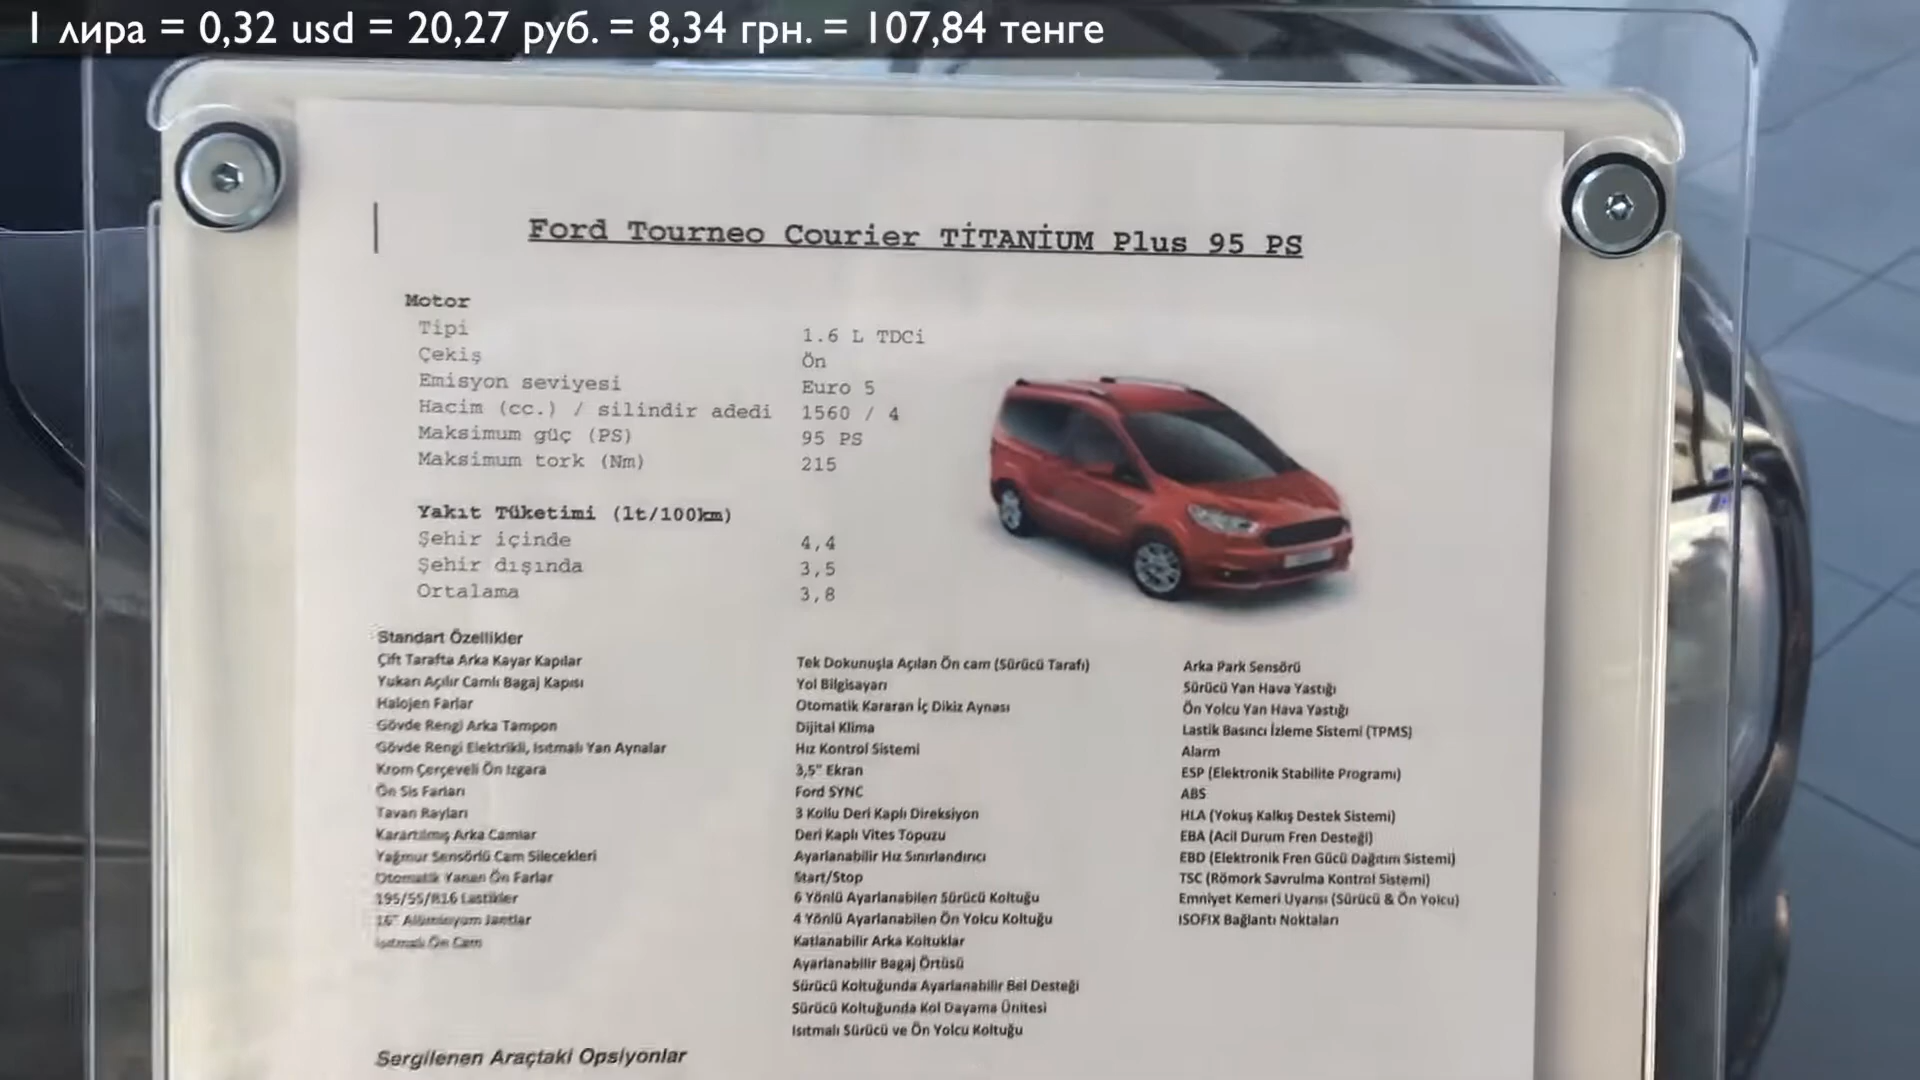 1 лира = 0,32 usd = 20,27 руб. = 8,34 грн. = 107,84 тенге
Ford Tourneo Courier TİTANİUM Plus 95 PS
Motor
Tipi 1.6 L TDCi
Çekiş Ön
Emisyon seviyesi Euro 5
Hacim (cc.) / silindir adedi 1560 / 4
Maksimum güç (PS) 95 PS
Maksimum tork (Nm) 215
Yakıt Tüketimi (lt/100km)
Şehir içinde 4,4
Şehir dışında 3,5
Ortalama 3,8
Standart Özellikler
Çift Tarafta Arka Kayar Kapılar
Yukarı Açılır Camlı Bagaj Kapısı
Halojen Farlar
Gövde Rengi Arka Tampon
Gövde Rengi Elektrikli, Isıtmalı Yan Aynalar
Krom Çerçeveli Ön Izgara
Ön Sis Farları
Tavan Rayları
Karartılmış Arka Camlar
Yağmur Sensörlü Cam Silecekleri
Otomatik Yanan Ön Farlar
195/55/R16 Lastikler
16" Alüminyum Jantlar
Isıtmalı Ön Cam
Tek Dokunuşla Açılan Ön cam (Sürücü Tarafı)
Yol Bilgisayarı
Otomatik Kararan İç Dikiz Aynası
Dijital Klima
Hız Kontrol Sistemi
3,5" Ekran
Ford SYNC
3 Kollu Deri Kaplı Direksiyon
Deri Kaplı Vites Topuzu
Ayarlanabilir Hız Sınırlandırıcı
Start/Stop
6 Yönlü Ayarlanabilen Sürücü Koltuğu
4 Yönlü Ayarlanabilen Ön Yolcu Koltuğu
Katlanabilir Arka Koltuklar
Ayarlanabilir Bagaj Örtüsü
Sürücü Koltuğunda Ayarlanabilir Bel Desteği
Sürücü Koltuğunda Kol Dayama Ünitesi
Isıtmalı Sürücü ve Ön Yolcu Koltuğu
Arka Park Sensörü
Sürücü Yan Hava Yastığı
Ön Yolcu Yan Hava Yastığı
Lastik Basıncı İzleme Sistemi (TPMS)
Alarm
ESP (Elektronik Stabilite Programı)
ABS
HLA (Yokuş Kalkış Destek Sistemi)
EBA (Acil Durum Fren Desteği)
EBD (Elektronik Fren Gücü Dağıtım Sistemi)
TSC (Römork Savrulma Kontrol Sistemi)
Emniyet Kemeri Uyarısı (Sürücü & Ön Yolcu)
ISOFIX Bağlantı Noktaları
Sergilenen Araçtaki Opsiyonlar